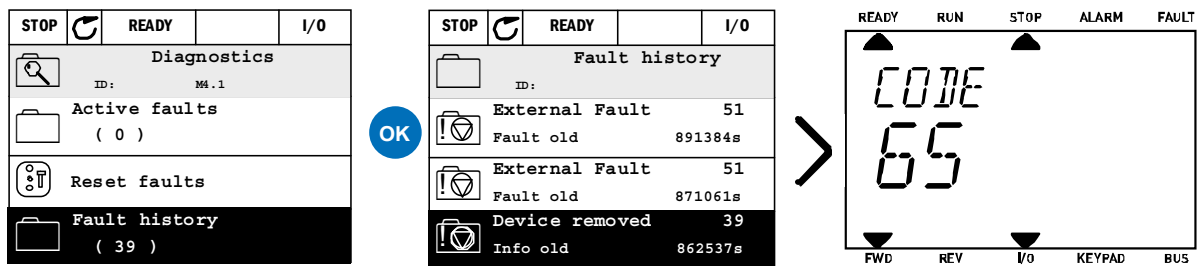 STOP READY I/O
Diagnostics
ID: M4.1
Active faults
( 0 )
Reset faults
Fault history
( 39 )
OK
STOP READY I/O
Fault history
ID:
External Fault 51
Fault old 891384s
External Fault 51
Fault old 871061s
Device removed 39
Info old 862537s
READY RUN STOP ALARM FAULT
CODE
65
FWD REV I/O KEYPAD BUS